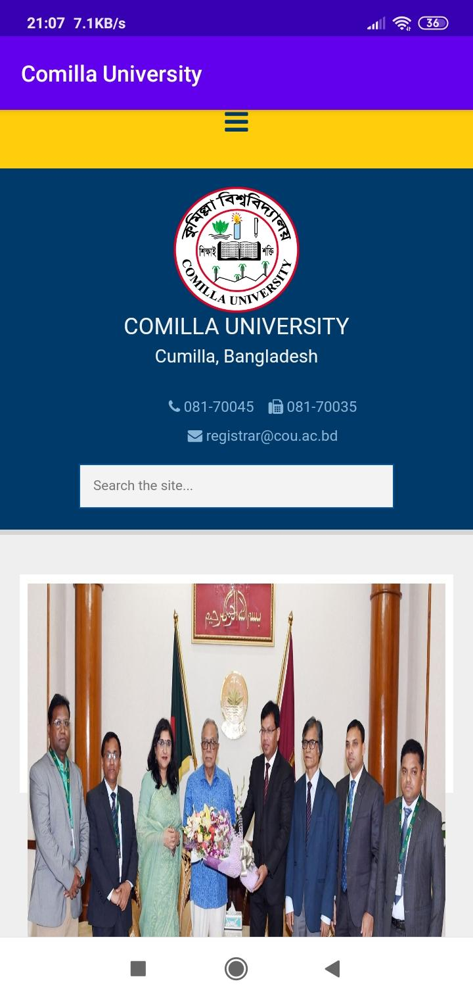 21:07 7.1KB/s
36
Comilla University
কুমিল্লা বিশ্ববিদ্যালয়
শিক্ষাই শক্তি
COMILLA UNIVERSITY
COMILLA UNIVERSITY
Cumilla, Bangladesh
081-70045 081-70035
registrar@cou.ac.bd
Search the site...
بسم الله الرحمن الرحيم